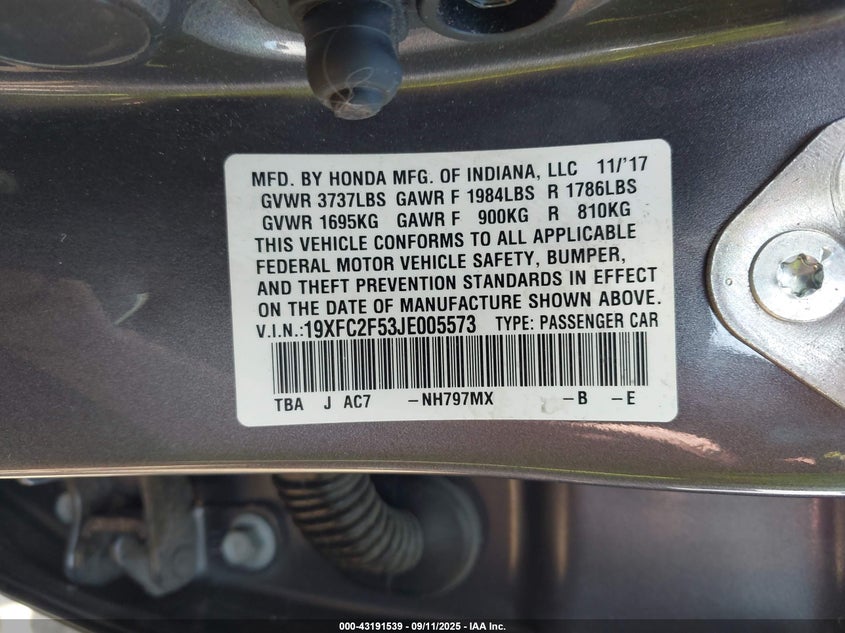 MFD. BY HONDA MFG. OF INDIANA, LLC 11/'17
GVWR 3737LBS GAWR F 1984LBS R 1786LBS
GVWR 1695KG GAWR F 900KG R 810KG
THIS VEHICLE CONFORMS TO ALL APPLICABLE
FEDERAL MOTOR VEHICLE SAFETY, BUMPER,
AND THEFT PREVENTION STANDARDS IN EFFECT
ON THE DATE OF MANUFACTURE SHOWN ABOVE.
V.I.N.:19XFC2F53JE005573 TYPE: PASSENGER CAR
TBA J AC7 -NH797MX -B -E
000-43191539 - 09/11/2025 - IAA Inc.